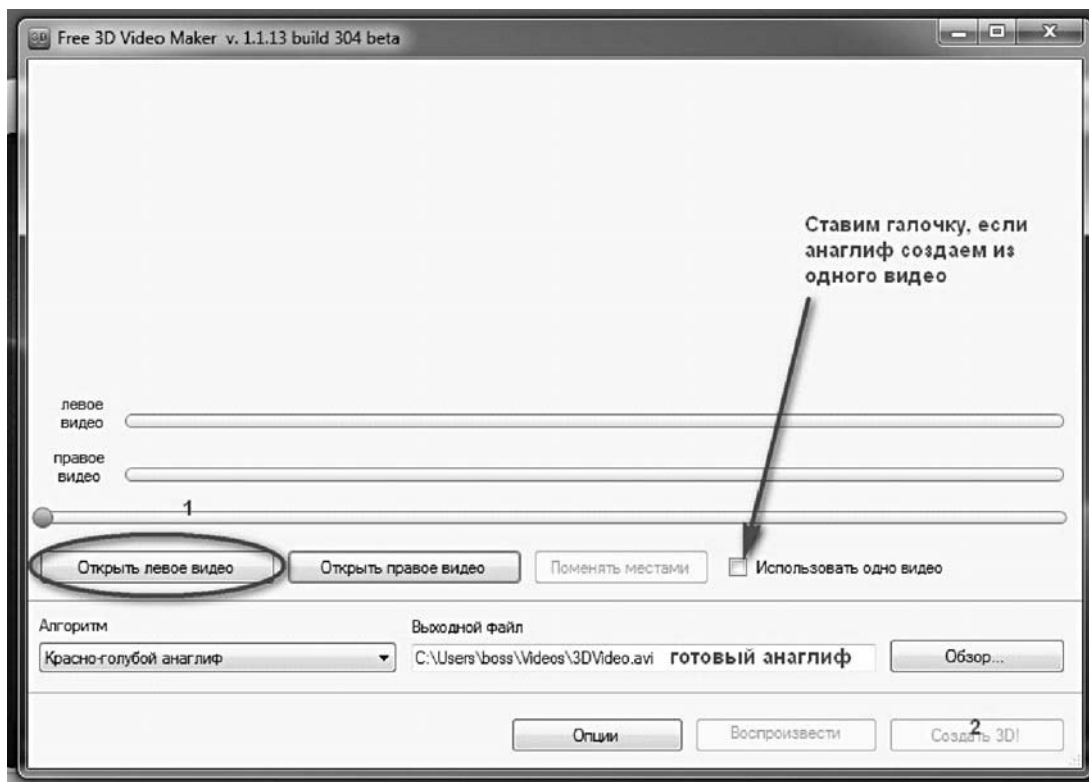 3D Free 3D Video Maker v. 1.1.13 build 304 beta
Ставим галочку, если
анаглиф создаем из
одного видео
левое
видео
правое
видео
1
Открыть левое видео Открыть правое видео Поменять местами Использовать одно видео
Алгоритм Выходной файл
Красно-голубой анаглиф C:\Users\boss\Videos\3DVideo.avi готовый анаглиф Обзор...
Опции Воспроизвести Создать 3D! 2